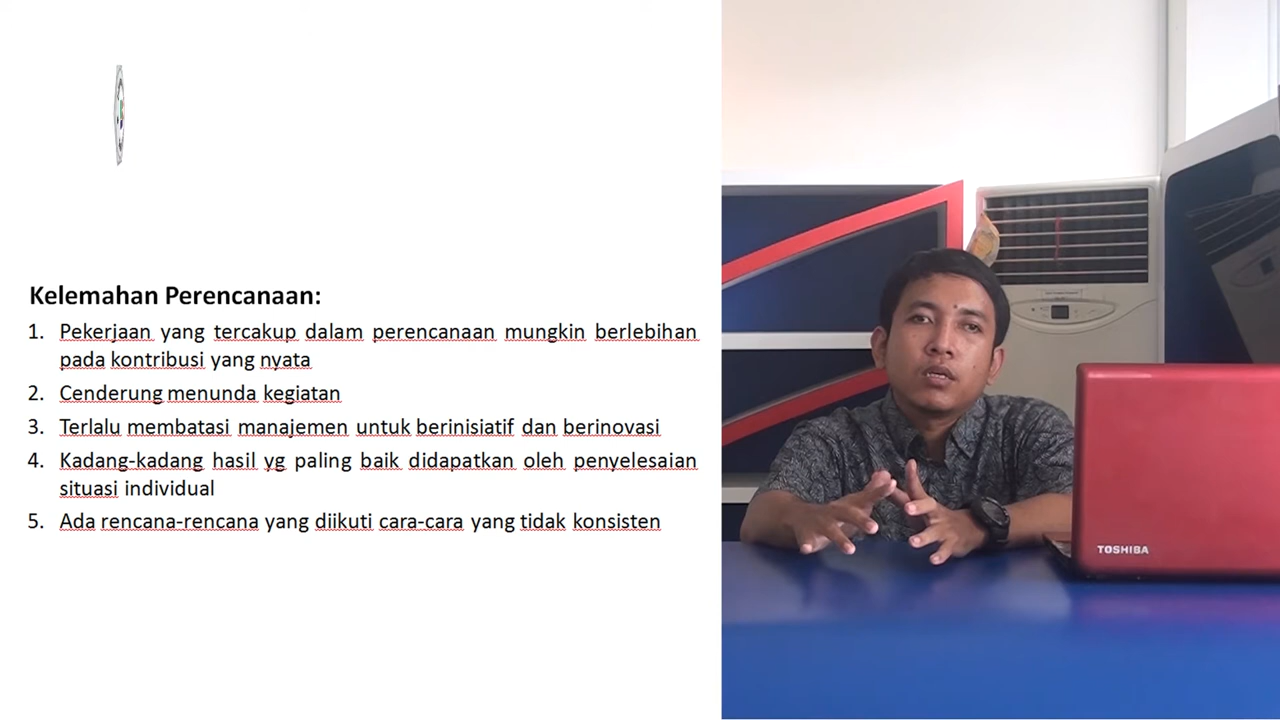 Kelemahan Perencanaan:
1. Pekerjaan yang tercakup dalam perencanaan mungkin berlebihan
pada kontribusi yang nyata
2. Cenderung menunda kegiatan
3. Terlalu membatasi manajemen untuk berinisiatif dan berinovasi
4. Kadang-kadang hasil yg paling baik didapatkan oleh penyelesaian
situasi individual
5. Ada rencana-rencana yang diikuti cara-cara yang tidak konsisten
TOSHIBA